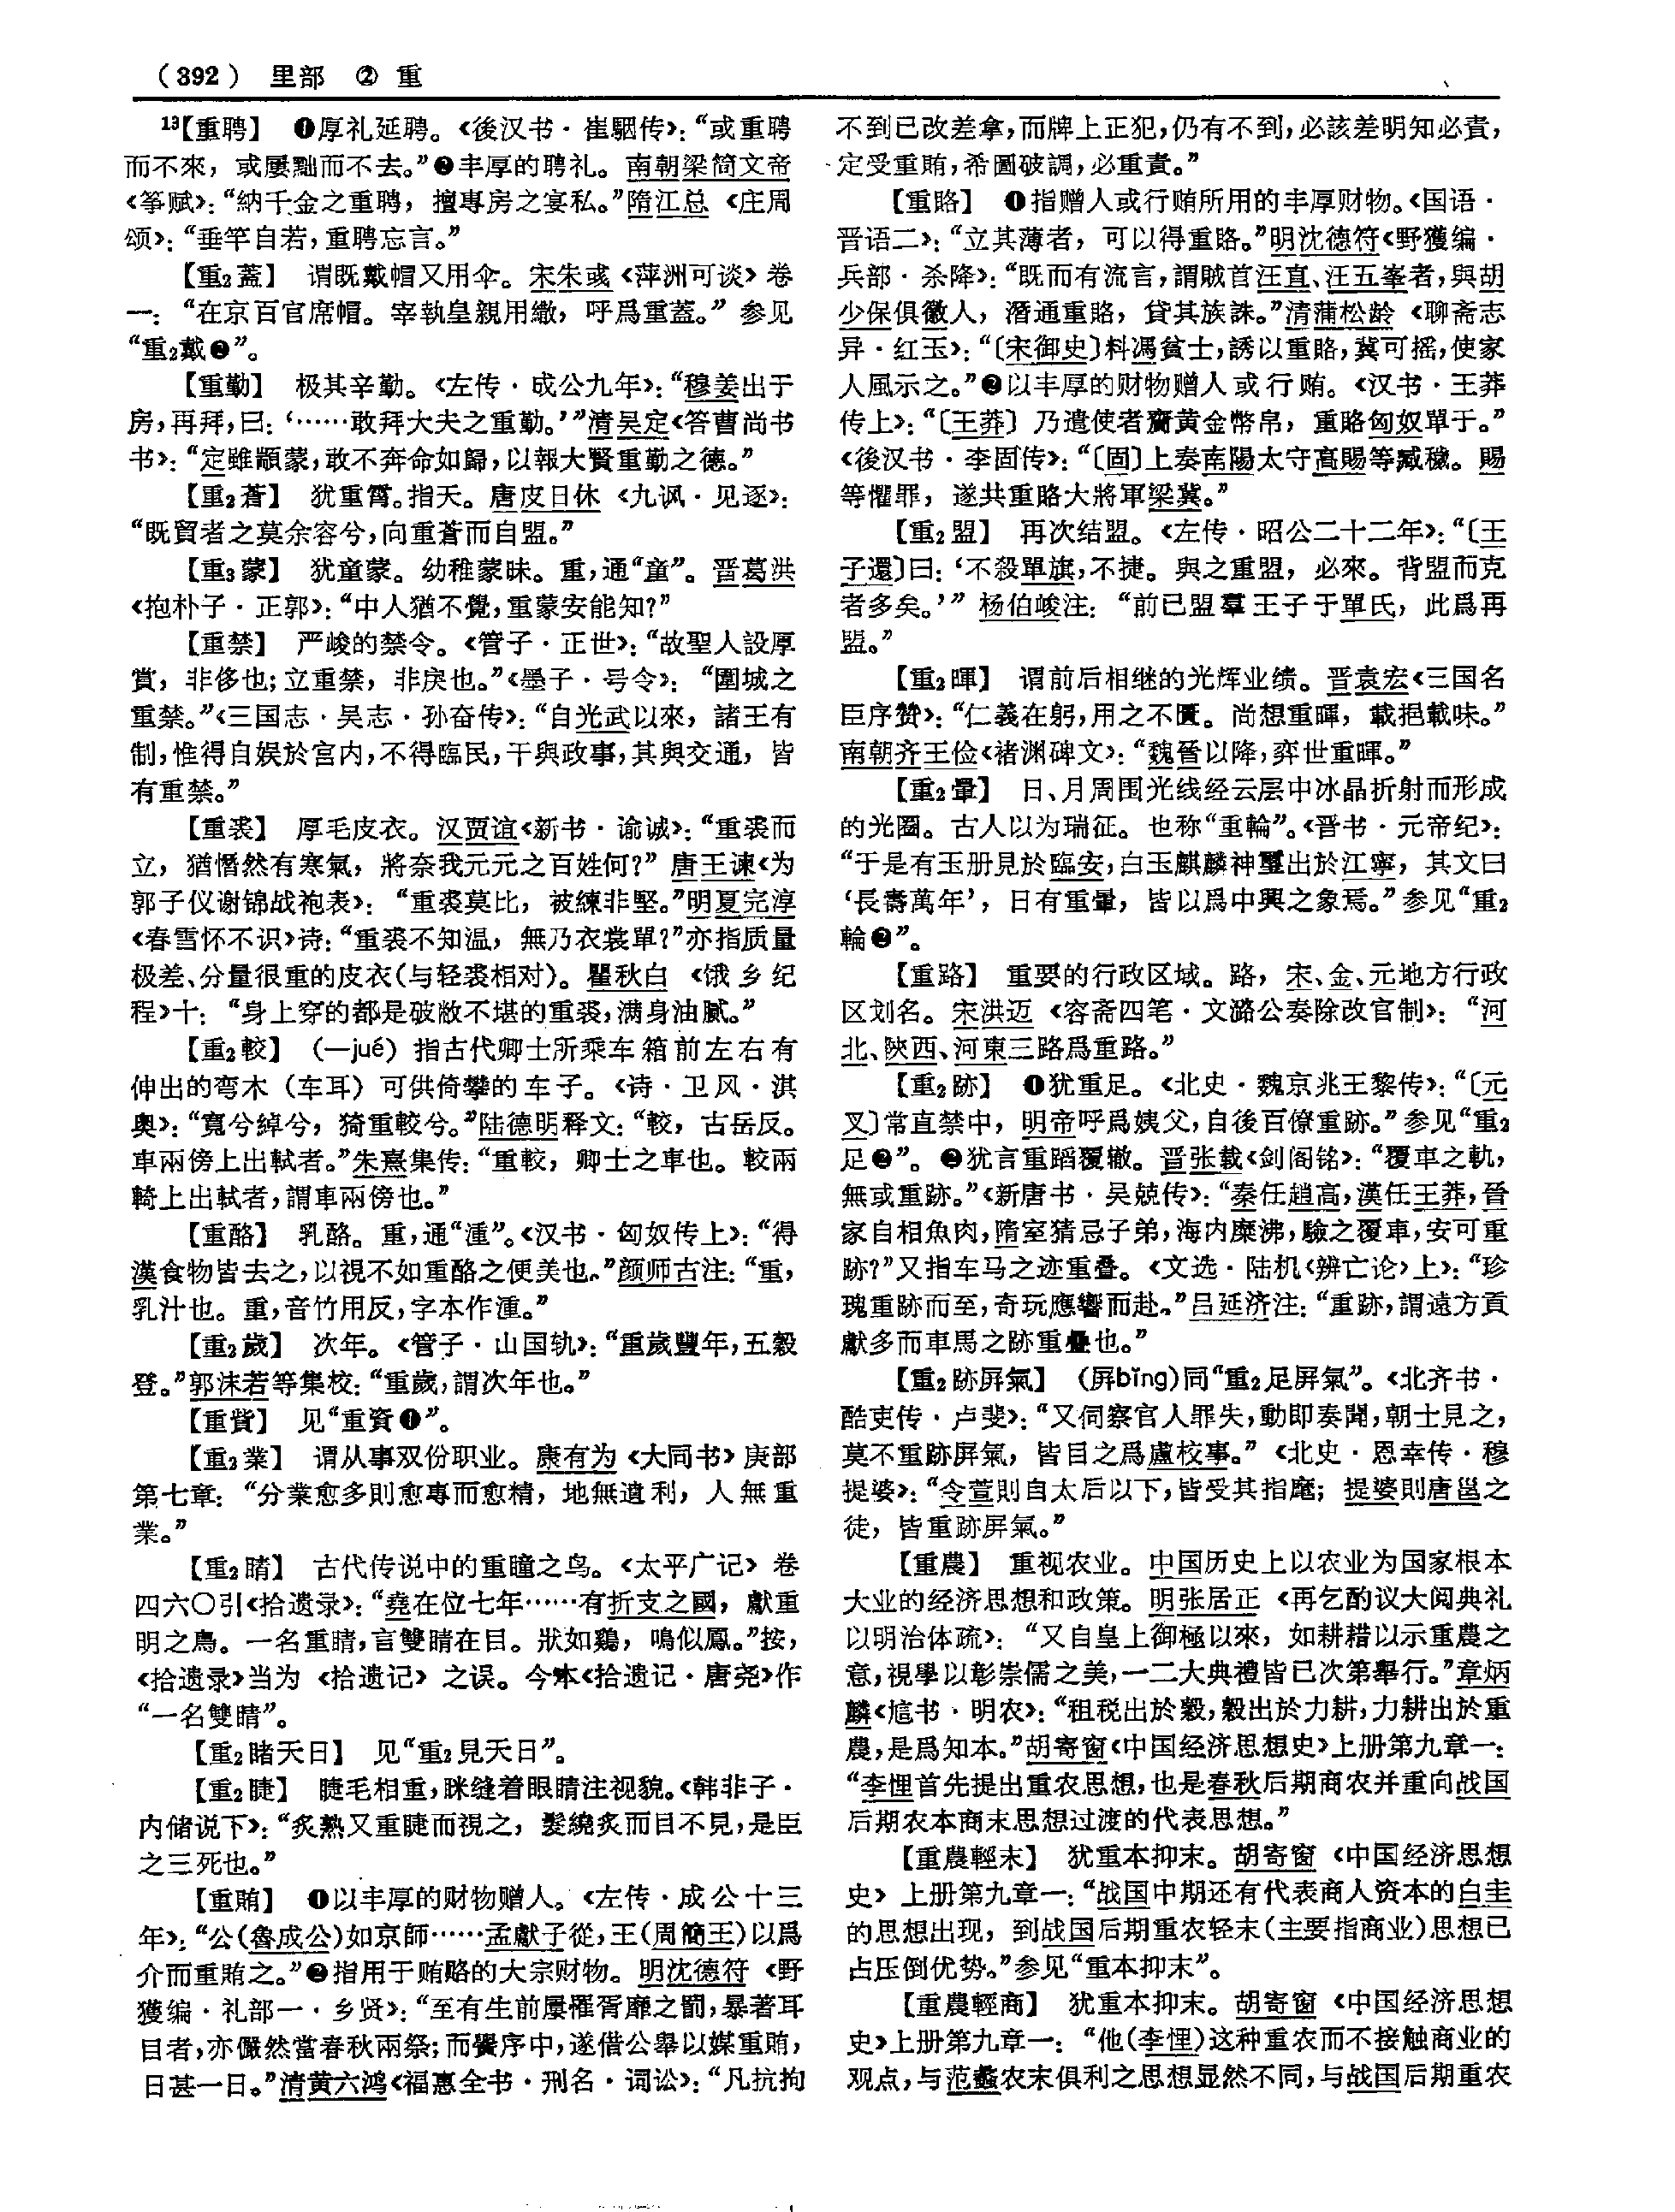 （392） 里部 ② 重
13【重聘】 ❶厚礼延聘。《後汉书·崔駰传》：“或重聘
而不來，或屢黜而不去。”❷丰厚的聘礼。南朝梁简文帝
《筝赋》：“納千金之重聘，擅專房之宴私。”隋江总《庄周
颂》：“垂竿自若，重聘忘言。”
【重2蓋】 谓既戴帽又用伞。宋朱彧《萍洲可谈》卷
一：“在京百官席帽。宰執皇親用繖，呼爲重蓋。”参见
“重2戴❷”。
【重勤】 极其辛勤。《左传·成公九年》：“穆姜出于
房，再拜，曰：‘……敢拜大夫之重勤。’”清吴定《答曹尚书
书》：“定雖顓蒙，敢不奔命如歸，以報大賢重勤之德。”
【重2蒼】 犹重霄。指天。唐皮日休《九讽·见逐》：
“既貿者之莫余容兮，向重蒼而自盟。”
【重3蒙】 犹童蒙。幼稚蒙昧。重，通“童”。晋葛洪
《抱朴子·正郭》：“中人猶不覺，重蒙安能知？”
【重禁】 严峻的禁令。《管子·正世》：“故聖人設厚
賞，非侈也；立重禁，非戾也。”《墨子·号令》：“圍城之
重禁。”《三国志·吴志·孙奋传》：“自光武以來，諸王有
制，惟得自娱於宫内，不得臨民，干與政事，其與交通，皆
有重禁。”
【重裘】 厚毛皮衣。汉贾谊《新书·谕诚》：“重裘而
立，猶憯然有寒氣，將奈我元元之百姓何？”唐王谏《为
郭子仪谢锦战袍表》：“重裘莫比，被練非堅。”明夏完淳
《春雪怀不识》诗：“重裘不知温，無乃衣裳單？”亦指质量
极差、分量很重的皮衣（与轻裘相对）。瞿秋白《饿乡纪
程》十：“身上穿的都是破敝不堪的重裘，满身油腻。”
【重2較】 （—jué）指古代卿士所乘车箱前左右有
伸出的弯木（车耳）可供倚攀的车子。《诗·卫风·淇
奥》：“寬兮綽兮，猗重較兮。”陆德明释文：“較，古岳反。
車兩傍上出軾者。”朱熹集传：“重較，卿士之車也。較兩
輢上出軾者，謂車兩傍也。”
【重酪】 乳酪。重，通“湩”。《汉书·匈奴传上》：“得
漢食物皆去之，以視不如重酪之便美也。”颜师古注：“重，
乳汁也。重，音竹用反，字本作湩。”
【重2歲】 次年。《管子·山国轨》：“重歲豐年，五穀
登。”郭沫若等集校：“重歲，謂次年也。”
【重貲】 见“重資❶”。
【重2業】 谓从事双份职业。康有为《大同书》庚部
第七章：“分業愈多則愈專而愈精，地無遺利，人無重
業。”
【重2睛】 古代传说中的重瞳之鸟。《太平广记》卷
四六〇引《拾遗录》：“堯在位七年……有折支之國，獻重
明之鳥。一名重睛，言雙睛在目。狀如鷄，鳴似鳳。”按，
《拾遗录》当为《拾遗记》之误。今本《拾遗记·唐尧》作
“一名雙睛”。
【重2睹天日】 见“重2見天日”。
【重2睫】 睫毛相重，眯缝着眼睛注视貌。《韩非子·
内储说下》：“炙熟又重睫而視之，髮繞炙而目不見，是臣
之三死也。”
【重賄】 ❶以丰厚的财物赠人。《左传·成公十三
年》：“公（魯成公）如京師……孟獻子從，王（周簡王）以爲
介而重賄之。”❷指用于贿赂的大宗财物。明沈德符《野
獲编·礼部一·乡贤》：“至有生前屢罹胥靡之罰，暴著耳
目者，亦儼然當春秋兩祭；而黌序中，遂借公舉以媒重賄，
日甚一日。”清黄六鸿《福惠全书·刑名·词讼》：“凡抗拘
不到已改差拿，而牌上正犯，仍有不到，必該差明知必責，
定受重賄，希圖破調，必重責。”
【重賂】 ❶指赠人或行贿所用的丰厚财物。《国语·
晋语二》：“立其薄者，可以得重賂。”明沈德符《野獲编·
兵部·杀降》：“既而有流言，謂賊首汪直、汪五峯者，與胡
少保俱徽人，潛通重賂，貸其族誅。”清蒲松龄《聊斋志
异·红玉》：“〔宋御史〕料馮貧士，誘以重賂，冀可摇，使家
人風示之。”❷以丰厚的财物赠人或行贿。《汉书·王莽
传上》：“〔王莽〕乃遣使者齎黄金幣帛，重賂匈奴單于。”
《後汉书·李固传》：“〔固〕上奏南陽太守高賜等臧穢。賜
等懼罪，遂共重賂大將軍梁冀。”
【重2盟】 再次结盟。《左传·昭公二十二年》：“〔王
子還〕曰：‘不殺單旗，不捷。與之重盟，必來。背盟而克
者多矣。’”杨伯峻注：“前已盟羣王子于單氏，此爲再
盟。”
【重2暉】 谓前后相继的光辉业绩。晋袁宏《三国名
臣序赞》：“仁義在躬，用之不匱。尚想重暉，載挹載味。”
南朝齐王俭《褚渊碑文》：“魏晉以降，弈世重暉。”
【重2暈】 日、月周围光线经云层中冰晶折射而形成
的光圈。古人以为瑞征。也称“重輪”。《晋书·元帝纪》：
“于是有玉册見於臨安，白玉麒麟神璽出於江寧，其文曰
‘長壽萬年’，日有重暈，皆以爲中興之象焉。”参见“重2
輪❷”。
【重路】 重要的行政区域。路，宋、金、元地方行政
区划名。宋洪迈《容斋四笔·文潞公奏除改官制》：“河
北、陝西、河東三路爲重路。”
【重2跡】 ❶犹重足。《北史·魏京兆王黎传》：“〔元
叉〕常直禁中，明帝呼爲姨父，自後百僚重跡。”参见“重2
足❷”。❷犹言重蹈覆辙。晋张载《剑阁铭》：“覆車之軌，
無或重跡。”《新唐书·吴兢传》：“秦任趙高，漢任王莽，晉
家自相魚肉，隋室猜忌子弟，海内糜沸，驗之覆車，安可重
跡？”又指车马之迹重叠。《文选·陆机〈辨亡论〉上》：“珍
瑰重跡而至，奇玩應響而赴。”吕延济注：“重跡，謂遠方貢
獻多而車馬之跡重疊也。”
【重2跡屏氣】 （屏bǐng）同“重2足屏氣”。《北齐书·
酷吏传·卢斐》：“又伺察官人罪失，動即奏聞，朝士見之，
莫不重跡屏氣，皆目之爲盧校事。”《北史·恩幸传·穆
提婆》：“令萱則自太后以下，皆受其指麾；提婆則唐邕之
徒，皆重跡屏氣。”
【重農】 重视农业。中国历史上以农业为国家根本
大业的经济思想和政策。明张居正《再乞酌议大阅典礼
以明治体疏》：“又自皇上御極以來，如耕耤以示重農之
意，視學以彰崇儒之美，一二大典禮皆已次第舉行。”章炳
麟《訄书·明农》：“租税出於穀，穀出於力耕，力耕出於重
農，是爲知本。”胡寄窗《中国经济思想史》上册第九章一：
“李悝首先提出重农思想，也是春秋后期商农并重向战国
后期农本商末思想过渡的代表思想。”
【重農輕末】 犹重本抑末。胡寄窗《中国经济思想
史》上册第九章一：“战国中期还有代表商人资本的白圭
的思想出现，到战国后期重农轻末（主要指商业）思想已
占压倒优势。”参见“重本抑末”。
【重農輕商】 犹重本抑末。胡寄窗《中国经济思想
史》上册第九章一：“他（李悝）这种重农而不接触商业的
观点，与范蠡农末俱利之思想显然不同，与战国后期重农